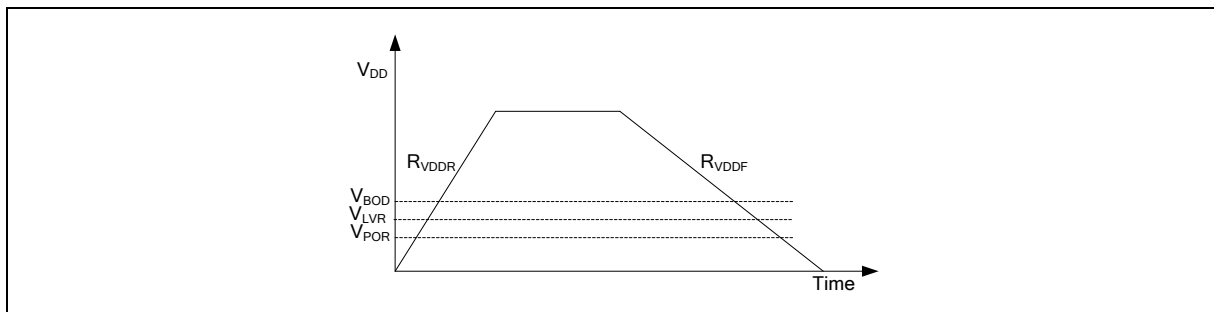 VDD
RVDDR
RVDDF
VBOD
VLVR
VPOR
Time